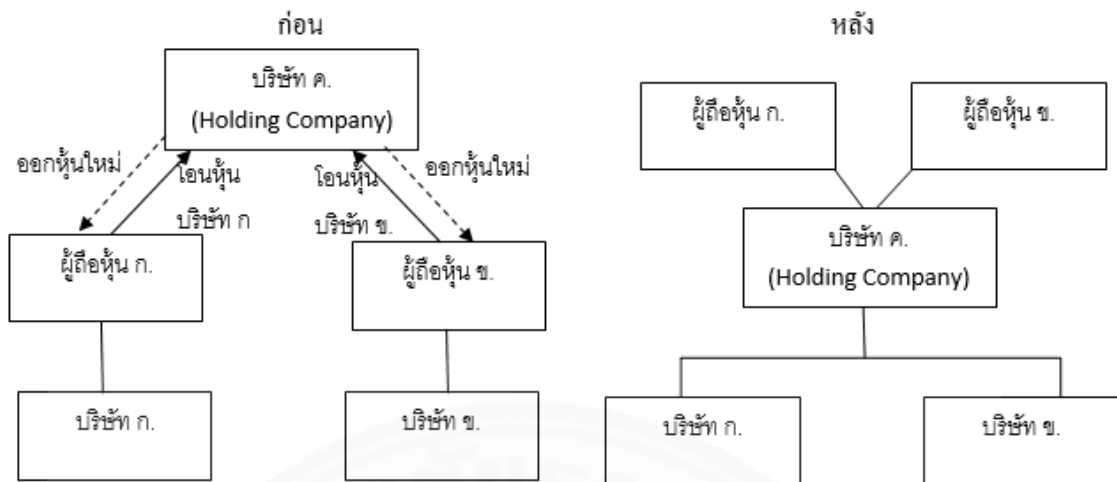 ก่อน
บริษัท ค.
(Holding Company)
ออกหุ้นใหม่
โอนหุ้น
บริษัท ก
โอนหุ้น
บริษัท ข.
ออกหุ้นใหม่
ผู้ถือหุ้น ก.
ผู้ถือหุ้น ข.
บริษัท ก.
บริษัท ข.
หลัง
ผู้ถือหุ้น ก.
ผู้ถือหุ้น ข.
บริษัท ค.
(Holding Company)
บริษัท ก.
บริษัท ข.